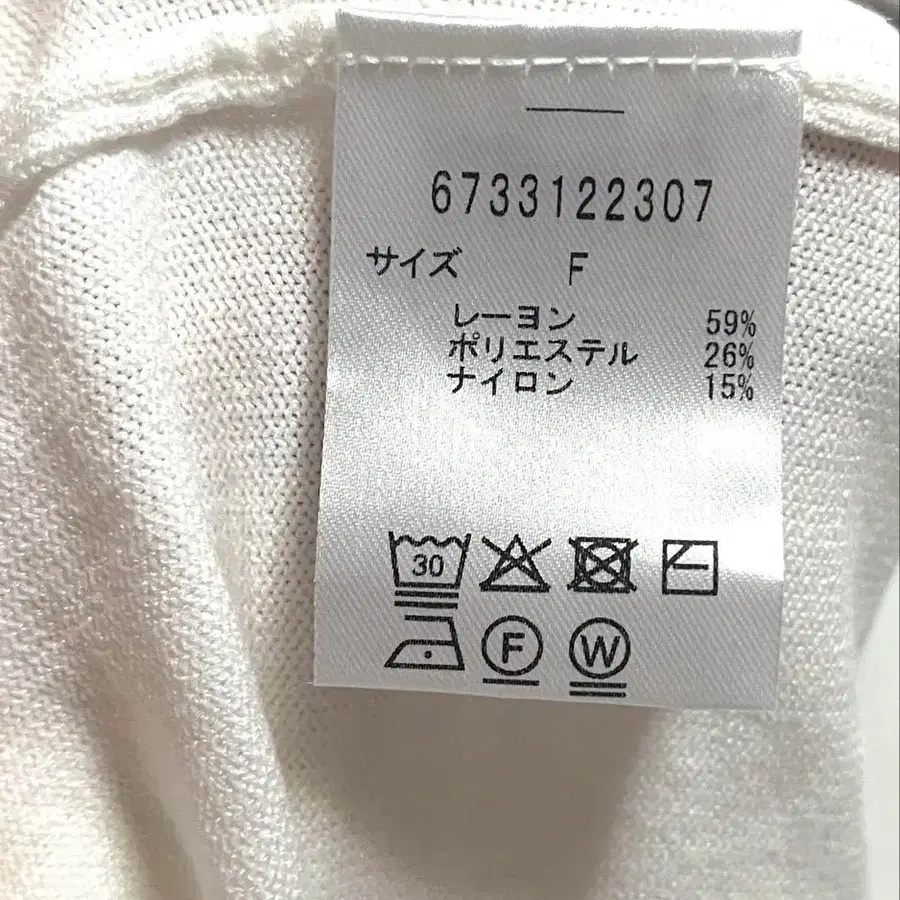 6733122307
サイズ F
レーヨン 59%
ポリエステル 26%
ナイロン 15%
30
F W